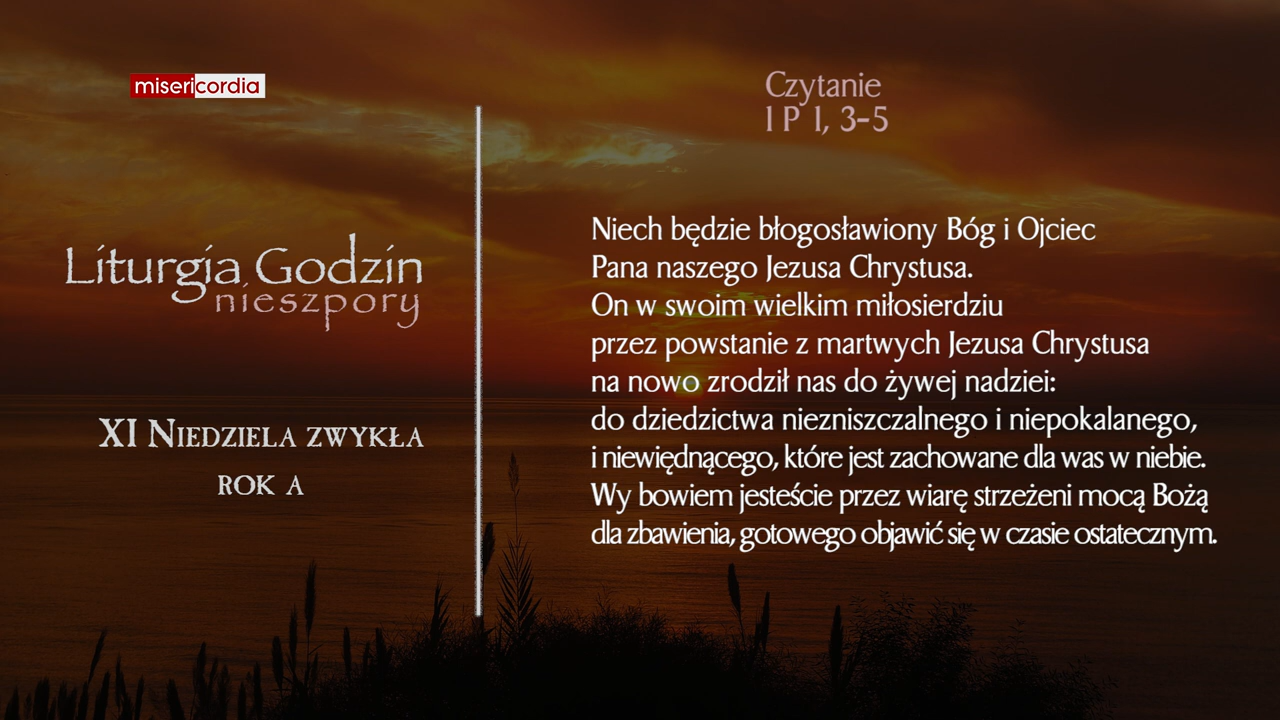 misericordia
Liturgia Godzin
nieszpory
XI Niedziela zwykła
rok A
Czytanie
1 P 1, 3-5
Niech będzie błogosławiony Bóg i Ojciec
Pana naszego Jezusa Chrystusa.
On w swoim wielkim miłosierdziu
przez powstanie z martwych Jezusa Chrystusa
na nowo zrodził nas do żywej nadziei:
do dziedzictwa niezniszczalnego i niepokalanego,
i niewiędnącego, które jest zachowane dla was w niebie.
Wy bowiem jesteście przez wiarę strzeżeni mocą Bożą
dla zbawienia, gotowego objawić się w czasie ostatecznym.